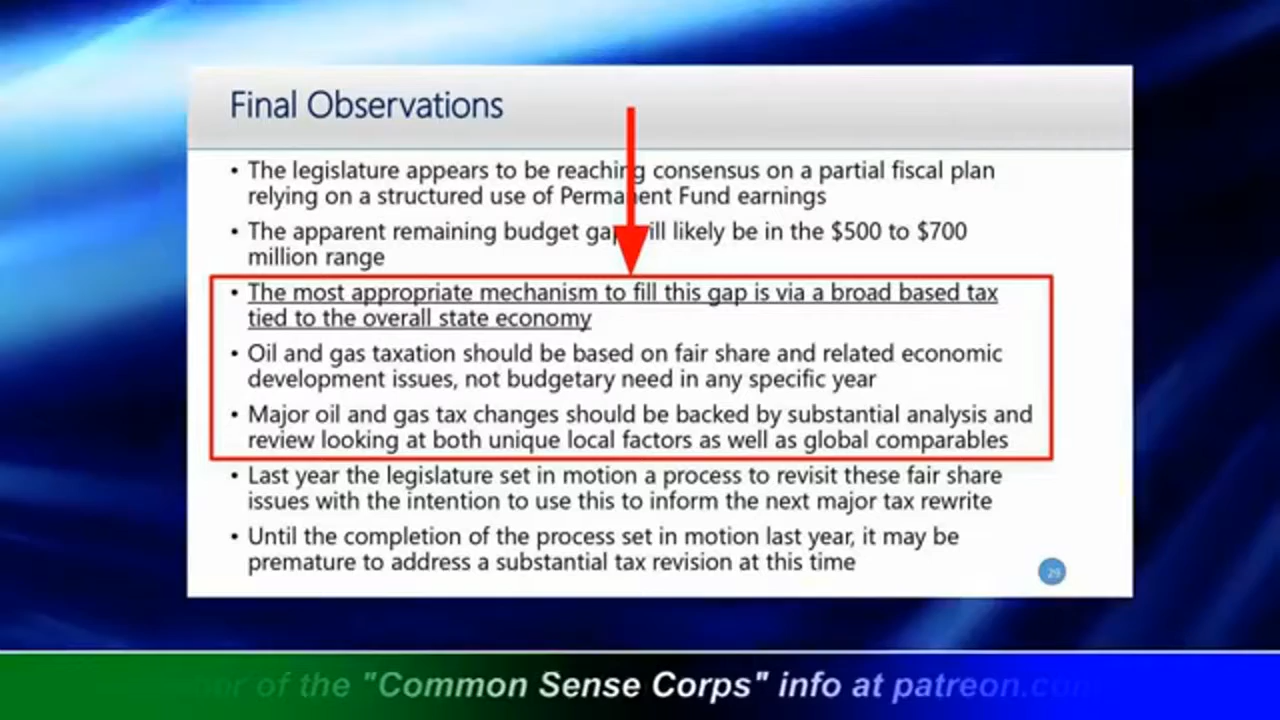 Final Observations
• The legislature appears to be reaching consensus on a partial fiscal plan
relying on a structured use of Permanent Fund earnings
• The apparent remaining budget gap will likely be in the $500 to $700
million range
• The most appropriate mechanism to fill this gap is via a broad based tax
tied to the overall state economy
• Oil and gas taxation should be based on fair share and related economic
development issues, not budgetary need in any specific year
• Major oil and gas tax changes should be backed by substantial analysis and
review looking at both unique local factors as well as global comparables
• Last year the legislature set in motion a process to revisit these fair share
issues with the intention to use this to inform the next major tax rewrite
• Until the completion of the process set in motion last year, it may be
premature to address a substantial tax revision at this time
29
of the "Common Sense Corps" info at patreon.com